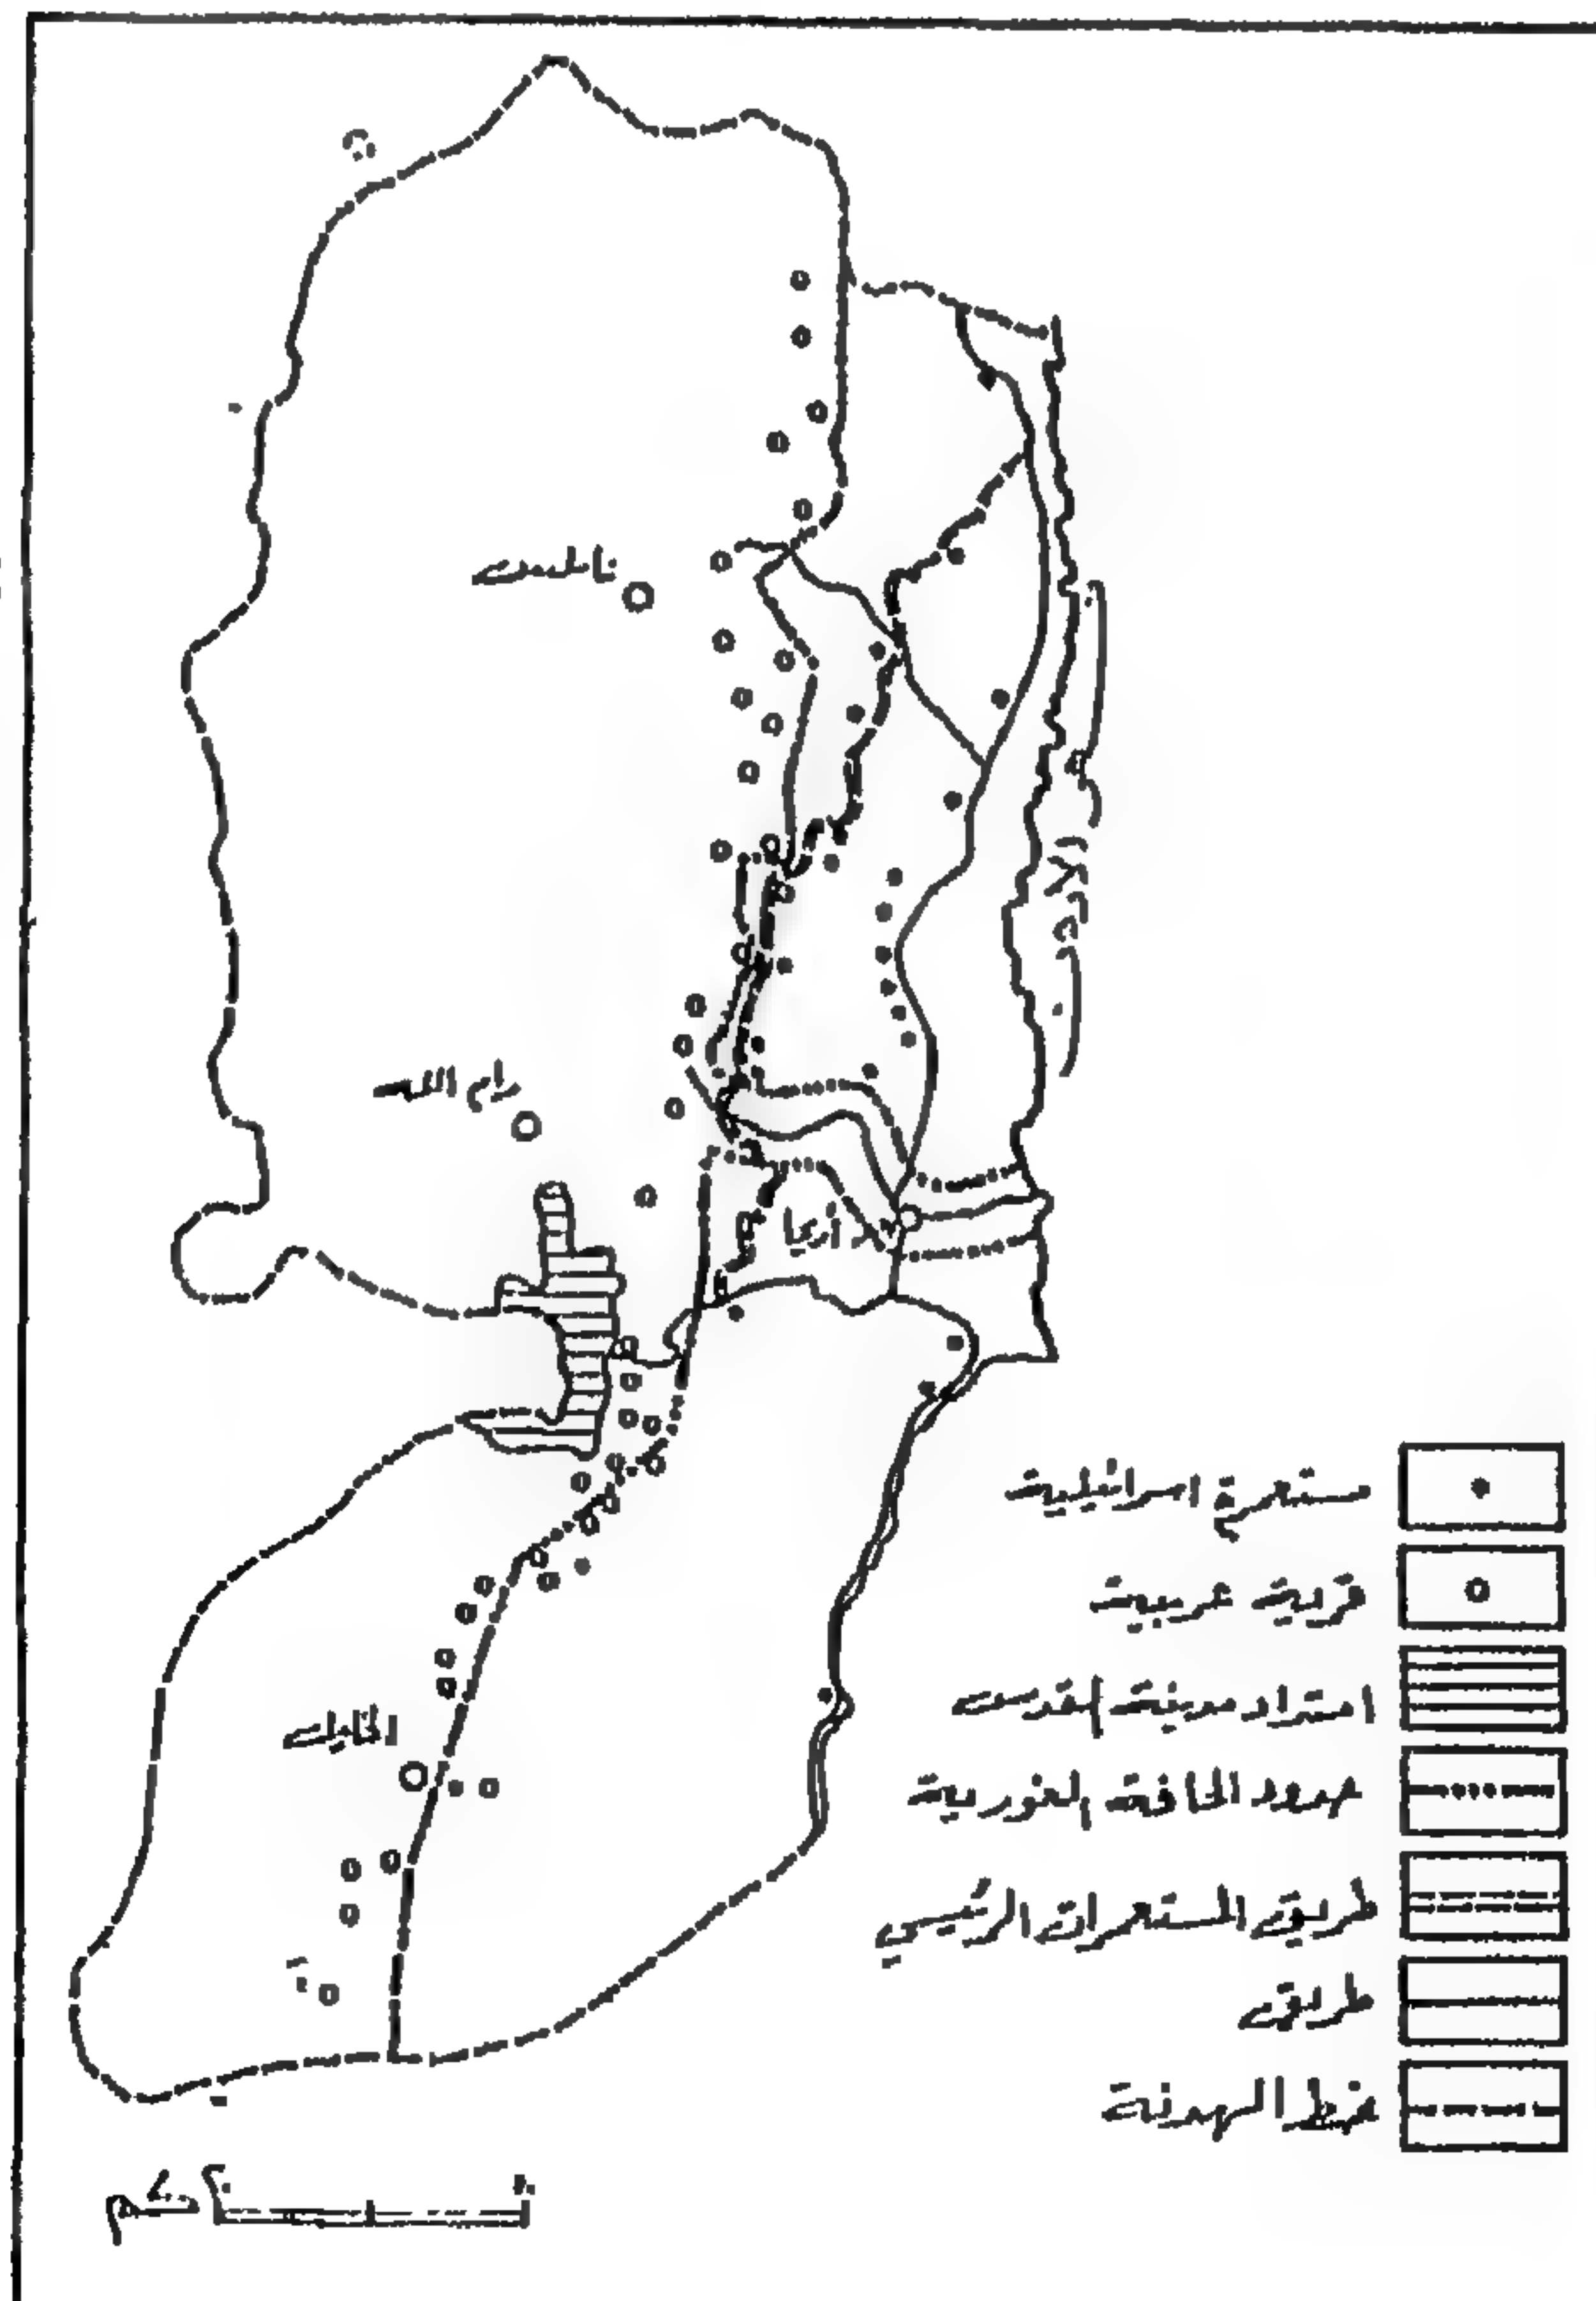 نابلس
رام الله
أريحا
الخليل
مستعمرة اسرائيلية
قرية عربية
امتداد مدينة القدس
حدود الحافة الغورية
طريق المستعمرات الرئيسي
طريق
خط الهدنة
كم